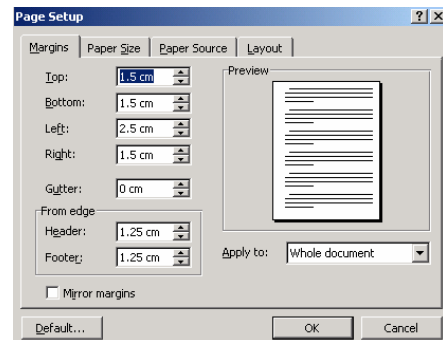 Page Setup
Margins Paper Size Paper Source Layout
Top: 1.5 cm
Preview
Bottom: 1.5 cm
Left: 2.5 cm
Right: 1.5 cm
Gutter: 0 cm
From edge
Header: 1.25 cm
Apply to: Whole document
Footer: 1.25 cm
Mirror margins
Default... OK Cancel